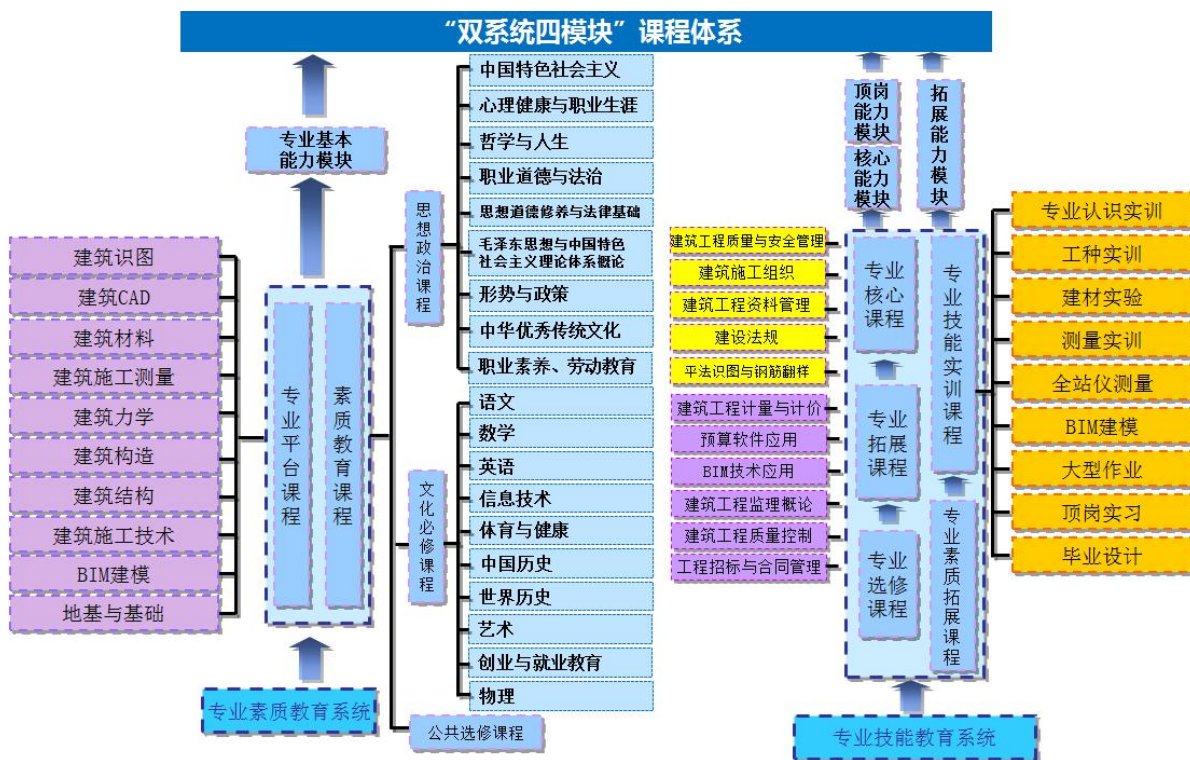 “双系统四模块”课程体系
专业基本
能力模块
建筑识图
建筑CAD
建筑材料
建筑施工测量
建筑力学
建筑构造
建筑结构
建筑施工技术
BIM建模
地基与基础
专业平台课程
素质教育课程
专业素质教育系统
思想政治课程
中国特色社会主义
心理健康与职业生涯
哲学与人生
职业道德与法治
思想道德修养与法律基础
毛泽东思想与中国特色
社会主义理论体系概论
形势与政策
中华优秀传统文化
职业素养、劳动教育
文化必修课程
语文
数学
英语
信息技术
体育与健康
中国历史
世界历史
艺术
创业与就业教育
物理
公共选修课程
顶岗
能力
模块
核心
能力
模块
拓展能力模块
建筑工程质量与安全管理
建筑施工组织
建筑工程资料管理
建设法规
平法识图与钢筋翻样
建筑工程计量与计价
预算软件应用
BIM技术应用
建筑工程监理概论
建筑工程质量控制
工程招标与合同管理
专业
核心
课程
专业
拓展
课程
专业
选修
课程
专业技能实训课程
专业素质拓展课程
专业认识实训
工种实训
建材实验
测量实训
全站仪测量
BIM建模
大型作业
顶岗实习
毕业设计
专业技能教育系统